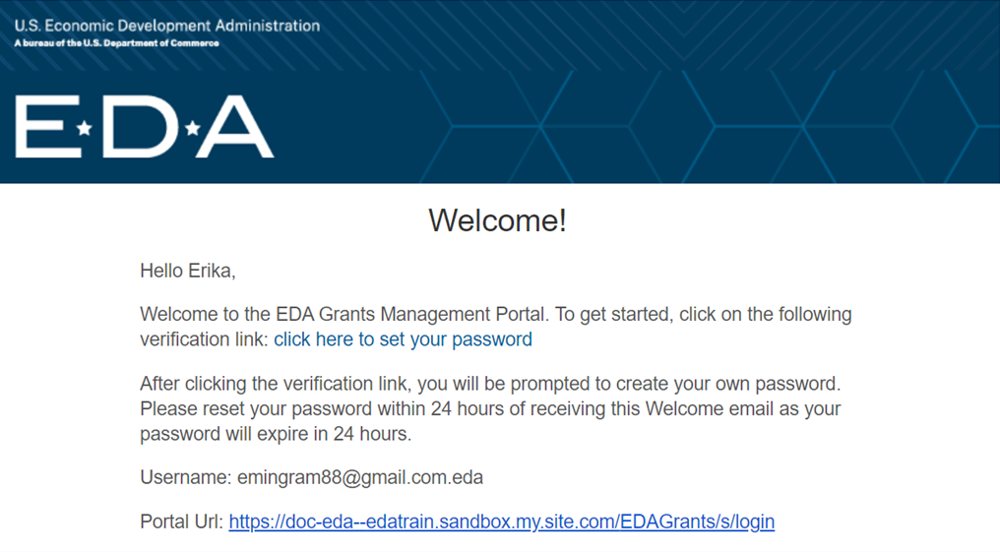 U.S. Economic Development Administration
A bureau of the U.S. Department of Commerce
E★D★A
Welcome!
Hello Erika,
Welcome to the EDA Grants Management Portal. To get started, click on the following
verification link: click here to set your password
After clicking the verification link, you will be prompted to create your own password.
Please reset your password within 24 hours of receiving this Welcome email as your
password will expire in 24 hours.
Username: emingram88@gmail.com.eda
Portal Url: https://doc-eda--edatrain.sandbox.my.site.com/EDAGrants/s/login